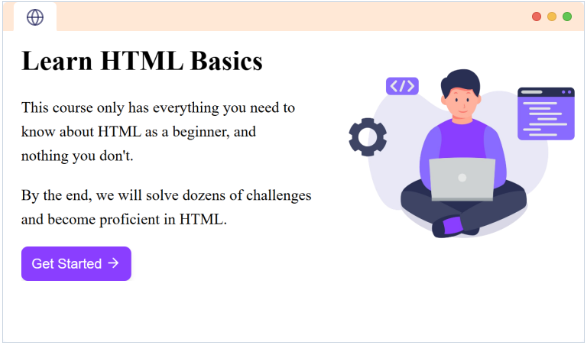 Learn HTML Basics
This course only has everything you need to
know about HTML as a beginner, and
nothing you don't.
By the end, we will solve dozens of challenges
and become proficient in HTML.
Get Started →
</>